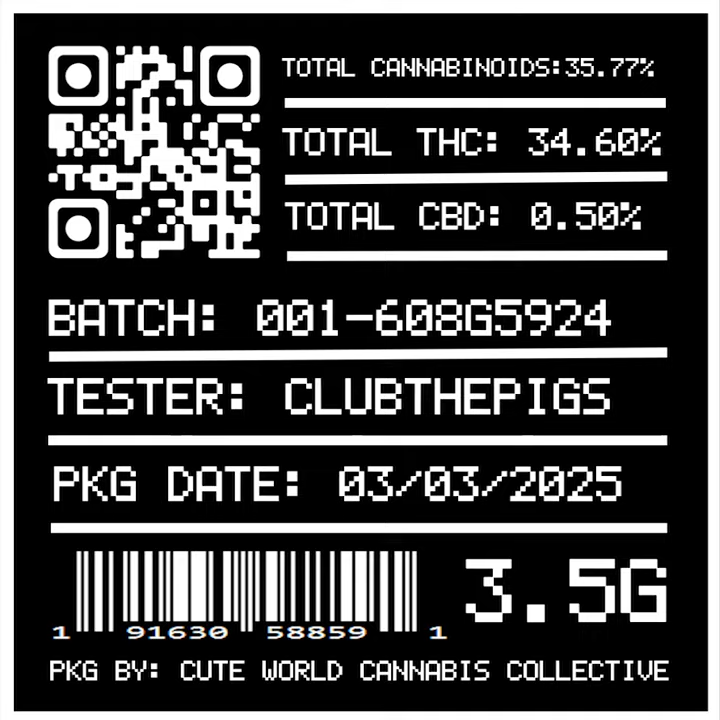 TOTAL CANNABINOIDS:35.77%
TOTAL THC: 34.60%
TOTAL CBD: 0.50%
BATCH: 001-608G5924
TESTER: CLUBTHEPIGS
PKG DATE: 03/03/2025
3.5G
1 91630 58859 1
PKG BY: CUTE WORLD CANNABIS COLLECTIVE